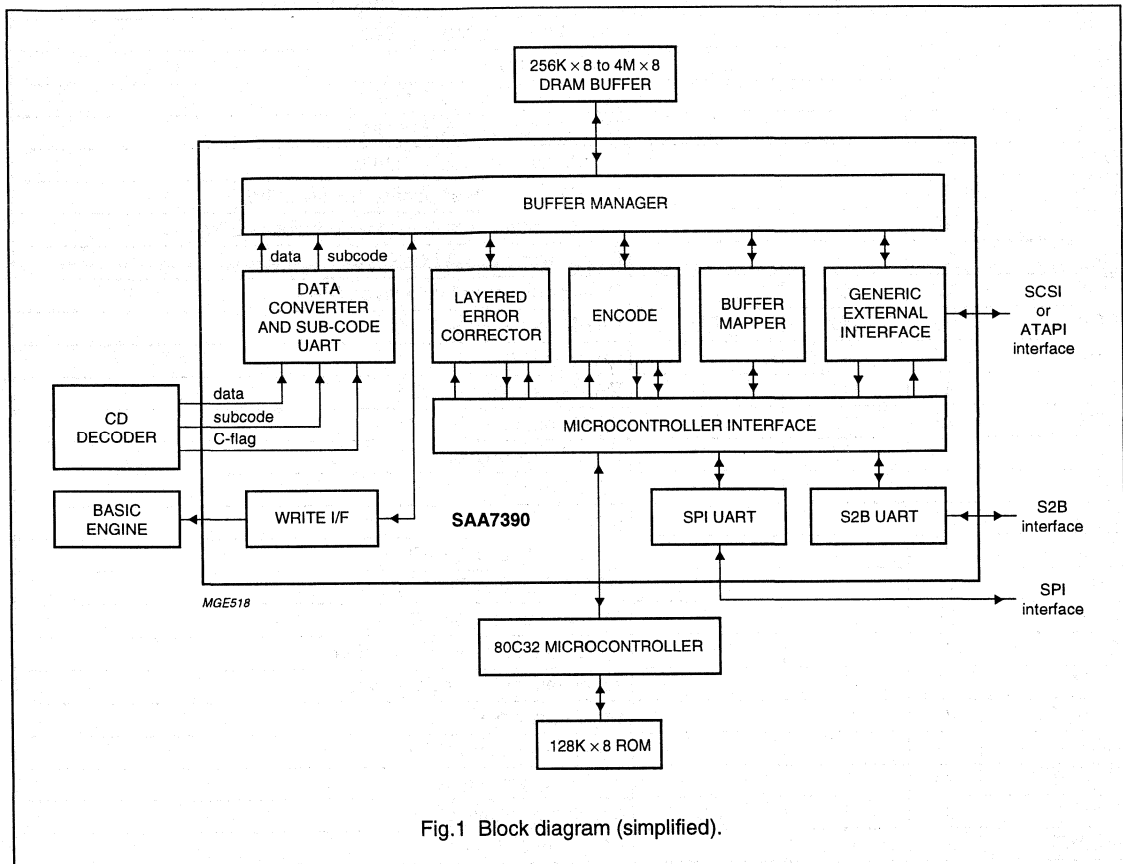 256K × 8 to 4M × 8
DRAM BUFFER
BUFFER MANAGER
data
subcode
DATA
CONVERTER
AND SUB-CODE
UART
LAYERED
ERROR
CORRECTOR
ENCODE
BUFFER
MAPPER
GENERIC
EXTERNAL
INTERFACE
SCSI
or
ATAPI
interface
CD
DECODER
data
subcode
C-flag
MICROCONTROLLER INTERFACE
BASIC
ENGINE
WRITE I/F
SAA7390
SPI UART
S2B UART
S2B
interface
SPI
interface
MGE518
80C32 MICROCONTROLLER
128K × 8 ROM
Fig.1 Block diagram (simplified).